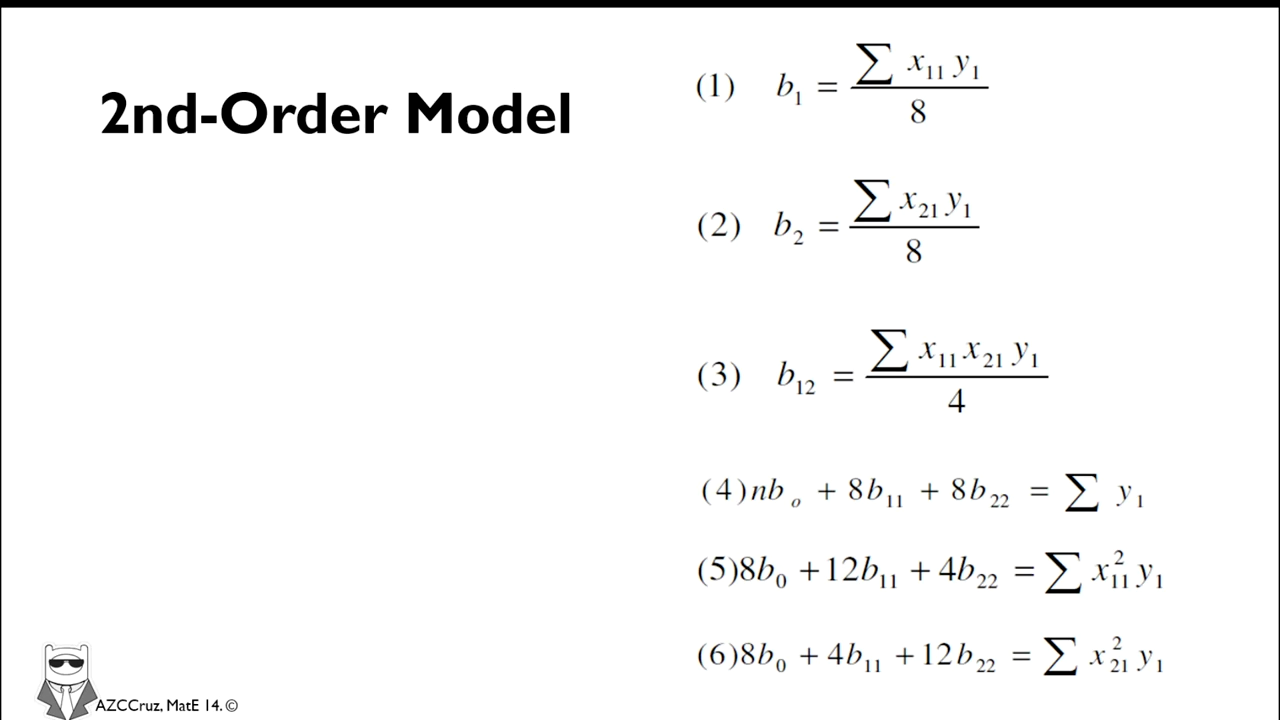 2nd-Order Model
(1) b₁ = ∑ x₁₁ y₁ / 8
(2) b₂ = ∑ x₂₁ y₁ / 8
(3) b₁₂ = ∑ x₁₁ x₂₁ y₁ / 4
(4) nbₒ + 8b₁₁ + 8b₂₂ = ∑ y₁
(5) 8b₀ + 12b₁₁ + 4b₂₂ = ∑ x₁₁² y₁
(6) 8b₀ + 4b₁₁ + 12b₂₂ = ∑ x₂₁² y₁
AZCCruz, MatE 14. ©